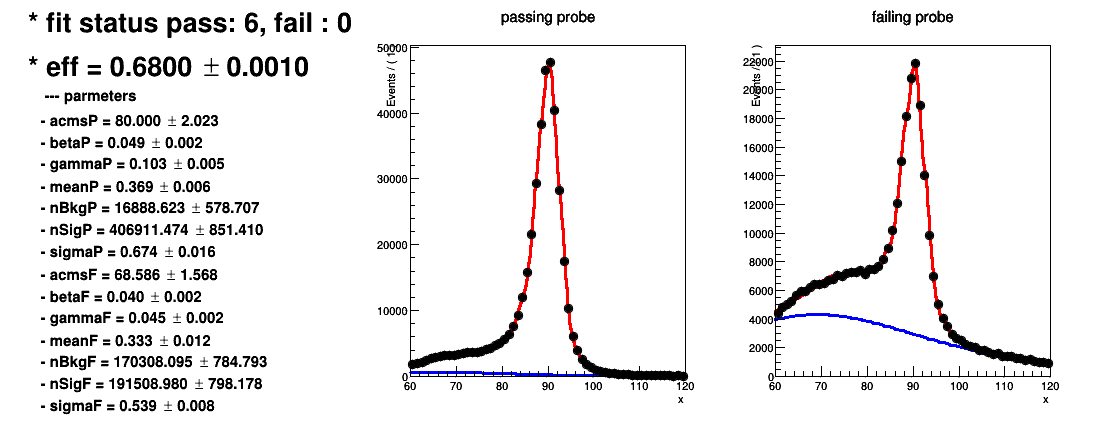 * fit status pass: 6, fail : 0
* eff = 0.6800 ± 0.0010
--- parmeters
- acmsP = 80.000 ± 2.023
- betaP = 0.049 ± 0.002
- gammaP = 0.103 ± 0.005
- meanP = 0.369 ± 0.006
- nBkgP = 16888.623 ± 578.707
- nSigP = 406911.474 ± 851.410
- sigmaP = 0.674 ± 0.016
- acmsF = 68.586 ± 1.568
- betaF = 0.040 ± 0.002
- gammaF = 0.045 ± 0.002
- meanF = 0.333 ± 0.012
- nBkgF = 170308.095 ± 784.793
- nSigF = 191508.980 ± 798.178
- sigmaF = 0.539 ± 0.008
passing probe
Events / ( 1 )
50000
40000
30000
20000
10000
0
60 70 80 90 100 110 120
x
failing probe
Events / ( 1 )
22000
20000
18000
16000
14000
12000
10000
8000
6000
4000
2000
0
60 70 80 90 100 110 120
x